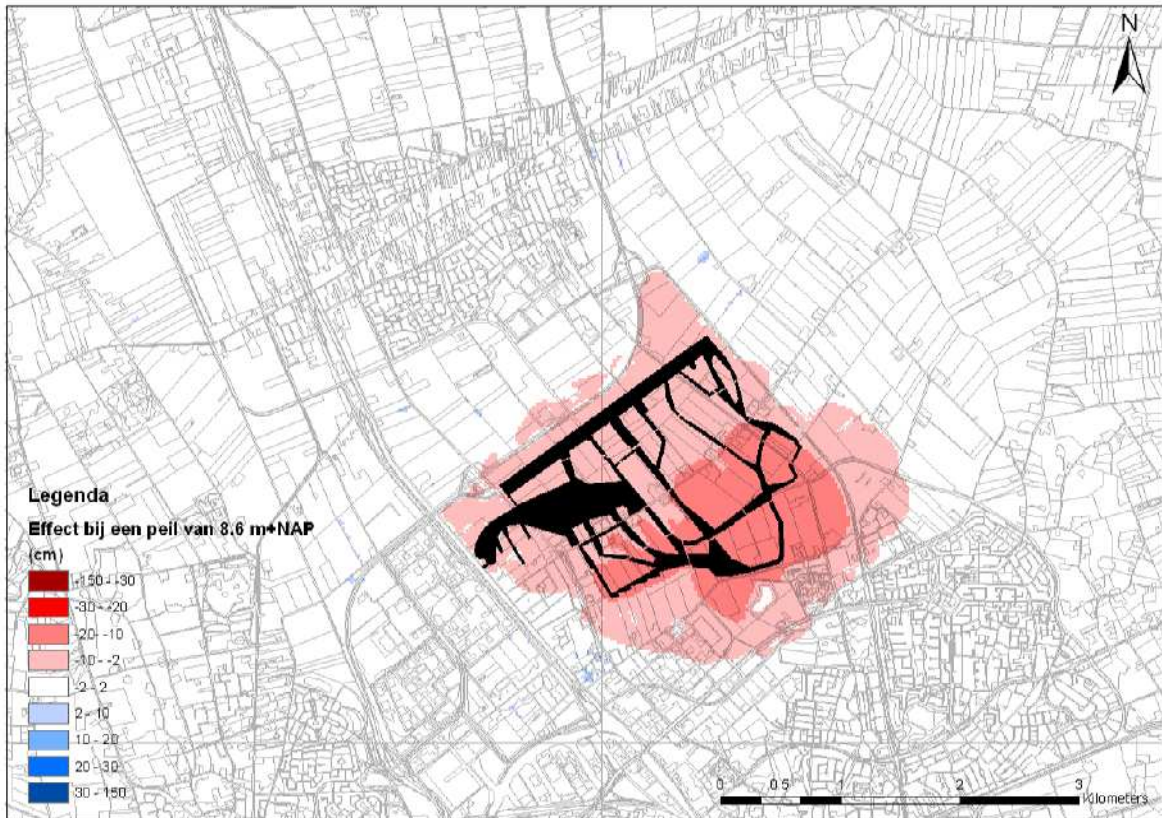 N
Legenda
Effect bij een peil van 8.6 m+NAP
(cm)
-150 - -30
-30 - -20
-20 - -10
-10 - -2
-2 - 2
2 - 10
10 - 20
20 - 30
30 - 150
0 0.5 1 2 3
Kilometers